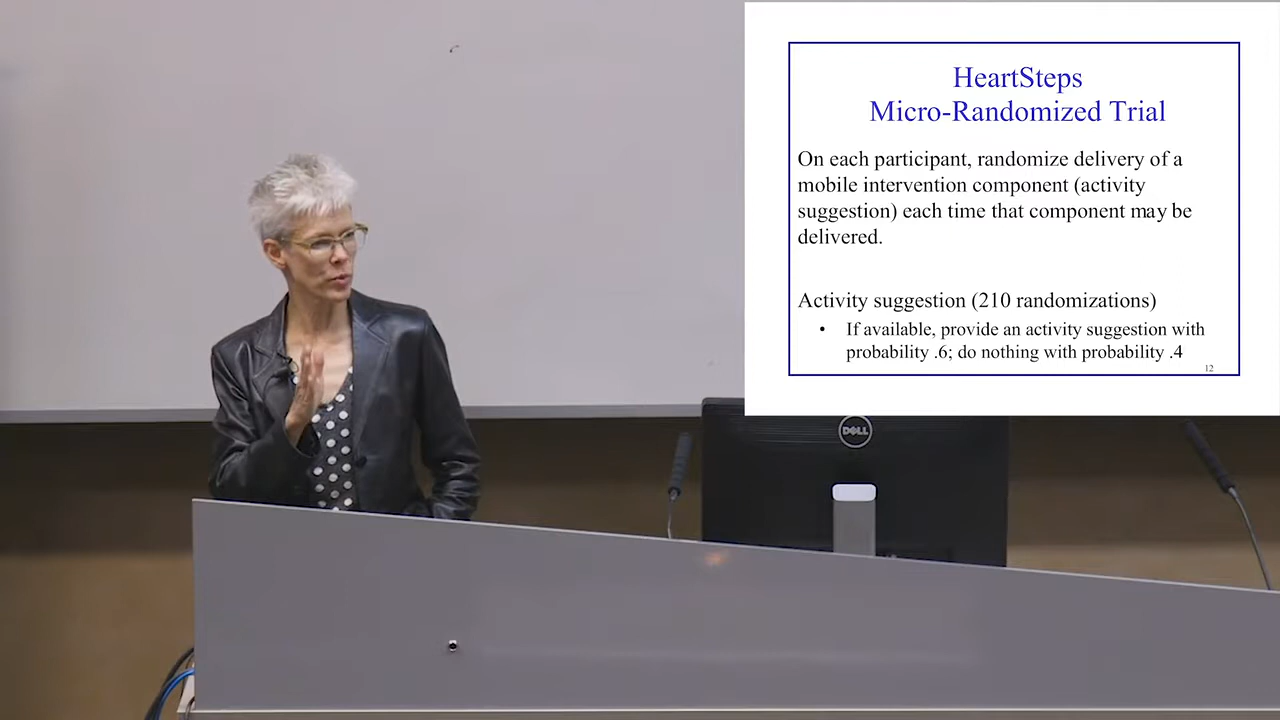 HeartSteps
Micro-Randomized Trial
On each participant, randomize delivery of a
mobile intervention component (activity
suggestion) each time that component may be
delivered.
Activity suggestion (210 randomizations)
• If available, provide an activity suggestion with
probability .6; do nothing with probability .4
12
DELL